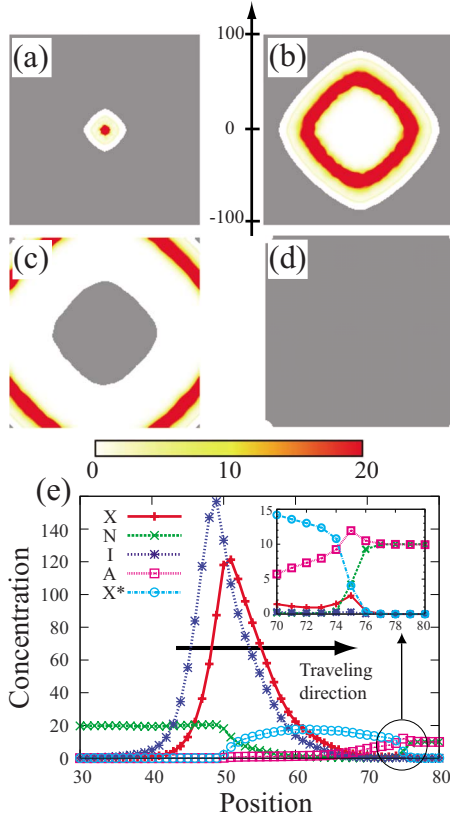 (a)
100
0
-100
(b)
(c)
(d)
0 10 20
(e)
X
N
I
A
X*
Concentration
0
20
40
60
80
100
120
140
15
10
5
0
70 72 74 76 78 80
Traveling
direction
30 40 50 60 70 80
Position